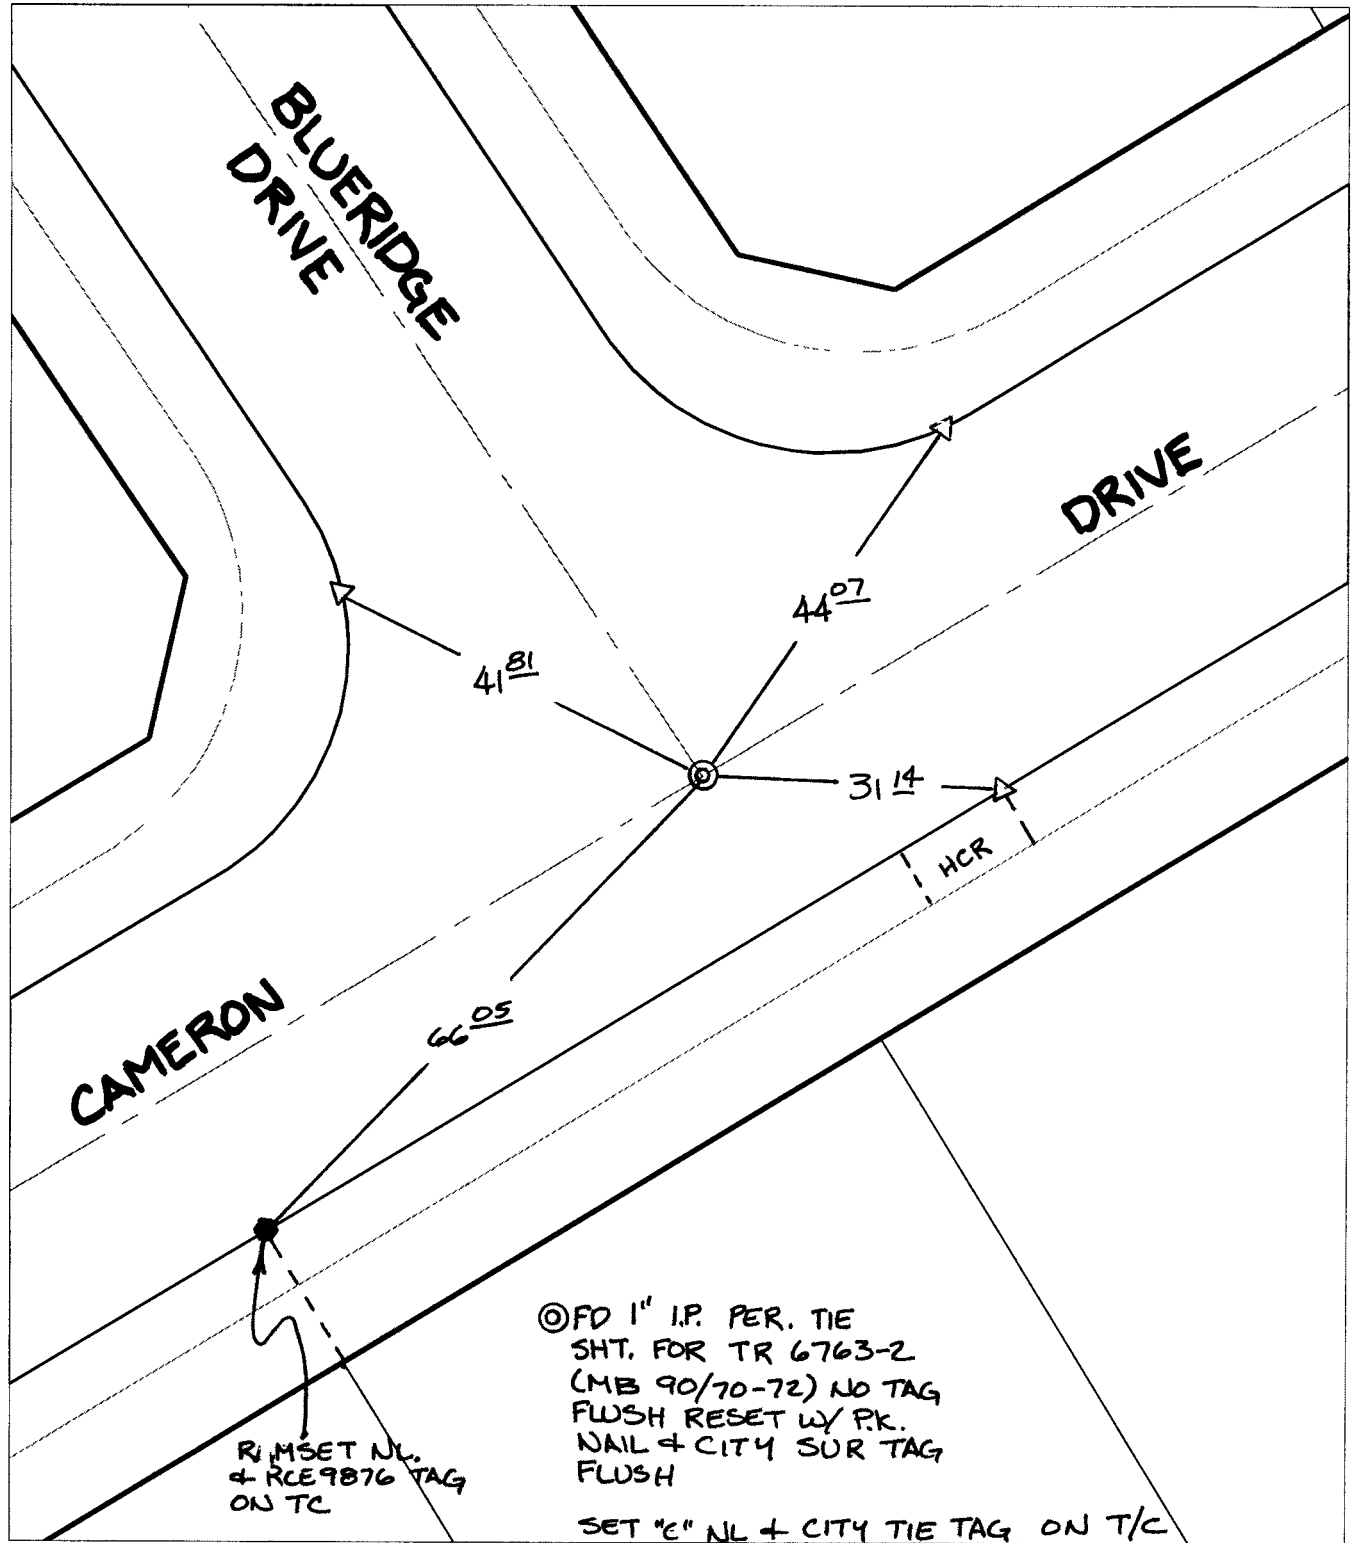 BLUERIDGE
DRIVE
DRIVE
44 07
41 81
31 14
HCR
66 05
CAMERON
FD 1" I.P. PER. TIE
SHT. FOR TR 6763-2
(MB 90/70-72) NO TAG
FLUSH RESET W/ P.K.
NAIL & CITY SUR TAG
FLUSH
NL.
& RCE9876 TAG
ON TC
SET "C" NL & CITY TIE TAG ON T/C